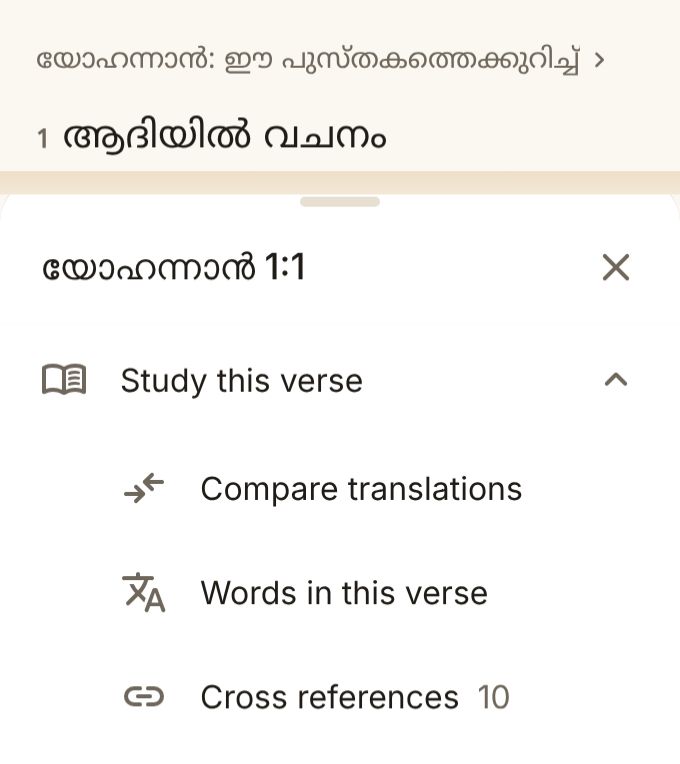 യോഹന്നാൻ: ഈ പുസ്തകത്തെക്കുറിച്ച്
1 ആദിയിൽ വചനം
യോഹന്നാൻ 1:1
Study this verse
Compare translations
Words in this verse
Cross references 10